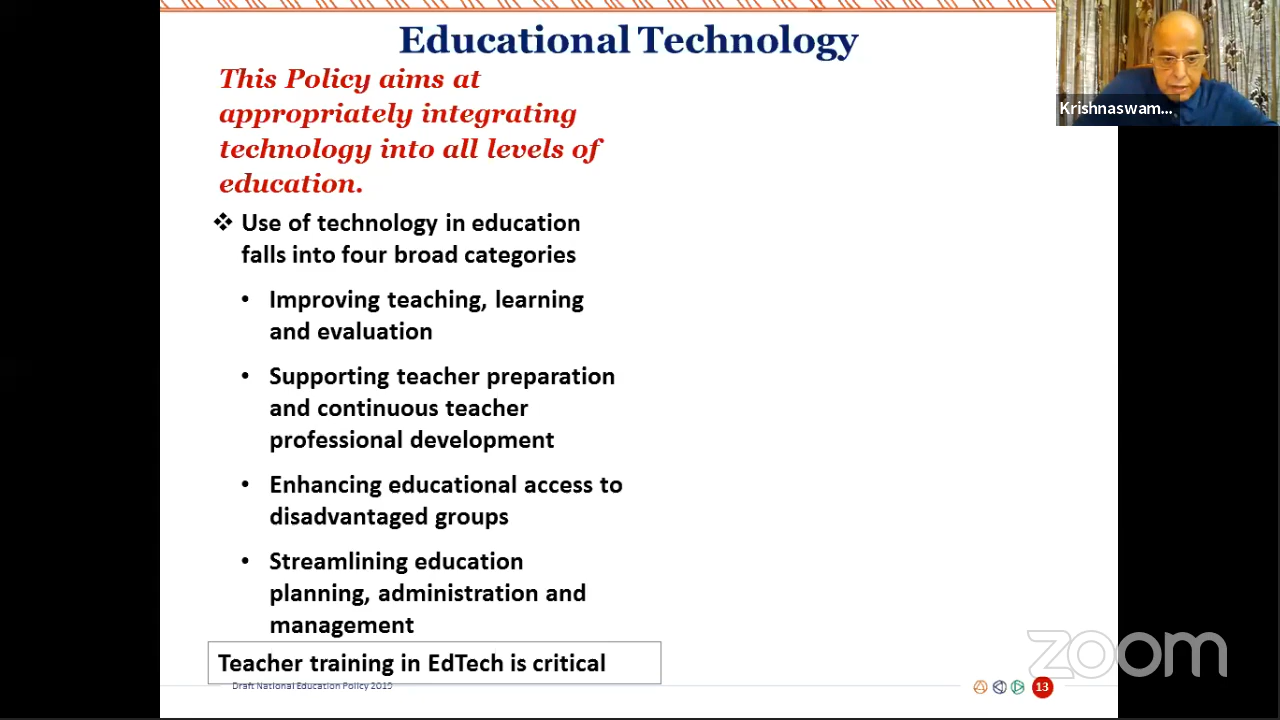 Educational Technology
This Policy aims at
appropriately integrating
technology into all levels of
education.
❖ Use of technology in education
falls into four broad categories
• Improving teaching, learning
and evaluation
• Supporting teacher preparation
and continuous teacher
professional development
• Enhancing educational access to
disadvantaged groups
• Streamlining education
planning, administration and
management
Teacher training in EdTech is critical
Draft National Education Policy 2019
13
Krishnaswam...
zoom